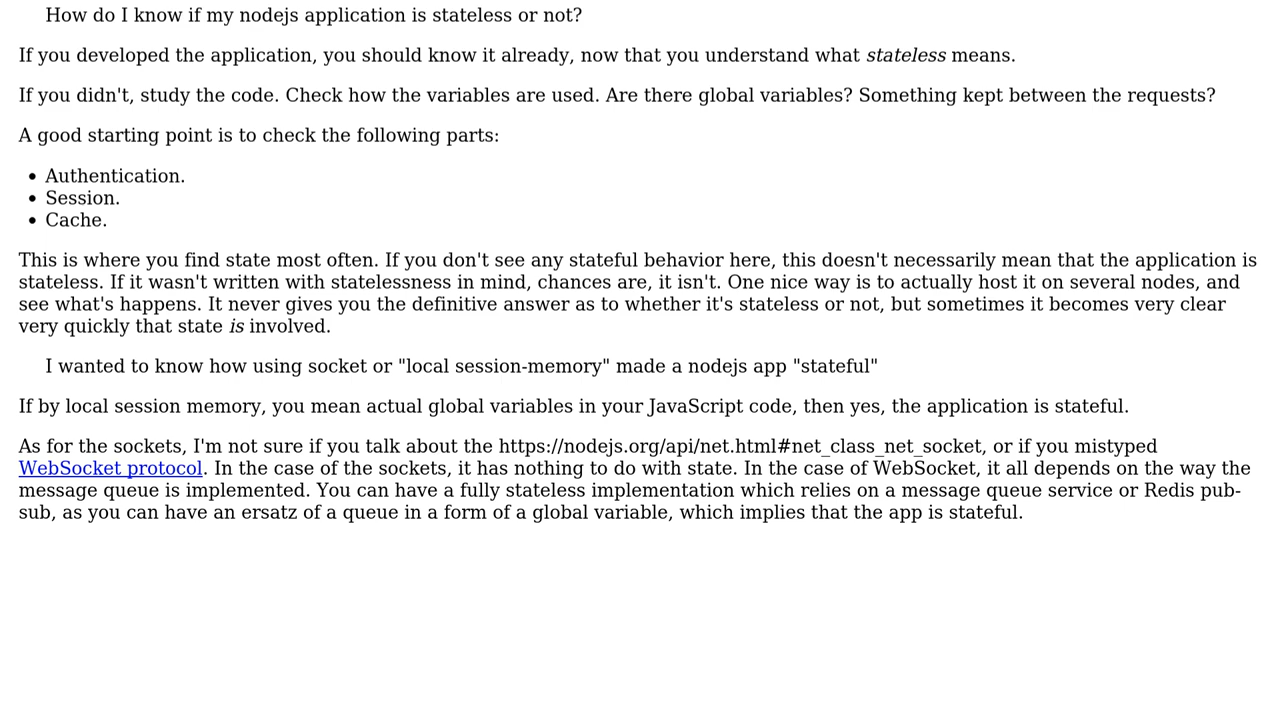 How do I know if my nodejs application is stateless or not?
If you developed the application, you should know it already, now that you understand what stateless means.
If you didn't, study the code. Check how the variables are used. Are there global variables? Something kept between the requests?
A good starting point is to check the following parts:
• Authentication.
• Session.
• Cache.
This is where you find state most often. If you don't see any stateful behavior here, this doesn't necessarily mean that the application is
stateless. If it wasn't written with statelessness in mind, chances are, it isn't. One nice way is to actually host it on several nodes, and
see what's happens. It never gives you the definitive answer as to whether it's stateless or not, but sometimes it becomes very clear
very quickly that state is involved.
I wanted to know how using socket or "local session-memory" made a nodejs app "stateful"
If by local session memory, you mean actual global variables in your JavaScript code, then yes, the application is stateful.
As for the sockets, I'm not sure if you talk about the https://nodejs.org/api/net.html#net_class_net_socket, or if you mistyped
WebSocket protocol. In the case of the sockets, it has nothing to do with state. In the case of WebSocket, it all depends on the way the
message queue is implemented. You can have a fully stateless implementation which relies on a message queue service or Redis pub-
sub, as you can have an ersatz of a queue in a form of a global variable, which implies that the app is stateful.